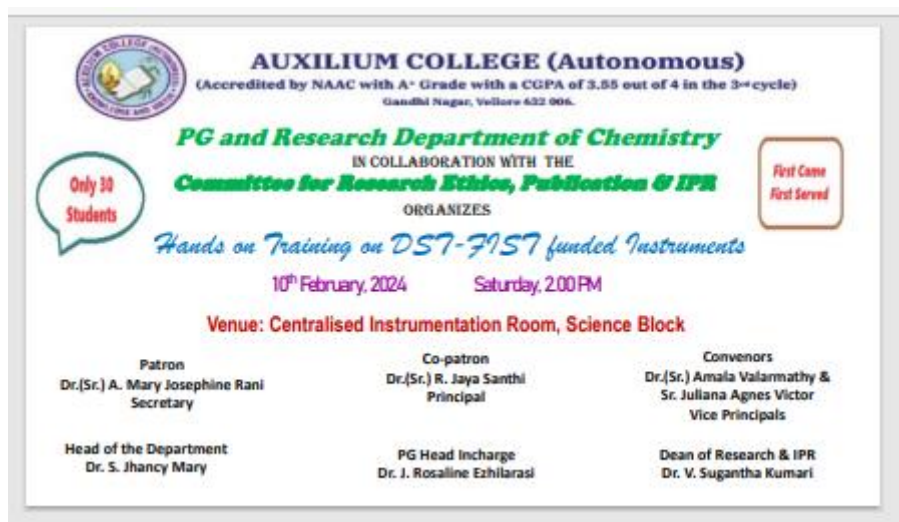 AUXILIUM COLLEGE (Autonomous)
(Accredited by NAAC with A+ Grade with a CGPA of 3.55 out of 4 in the 3rd cycle)
Gandhi Nagar, Vellore 632 006.
PG and Research Department of Chemistry
IN COLLABORATION WITH THE
Committee for Research Ethics, Publication & IPR
ORGANIZES
Only 30
Students
First Come
First Served
Hands on Training on DST-FIST funded Instruments
10th February, 2024 Saturday, 2.00 PM
Venue: Centralised Instrumentation Room, Science Block
Patron
Dr.(Sr.) A. Mary Josephine Rani
Secretary
Co-patron
Dr.(Sr.) R. Jaya Santhi
Principal
Convenors
Dr.(Sr.) Amala Valarmathy &
Sr. Juliana Agnes Victor
Vice Principals
Head of the Department
Dr. S. Jhancy Mary
PG Head Incharge
Dr. J. Rosaline Ezhilarasi
Dean of Research & IPR
Dr. V. Sugantha Kumari